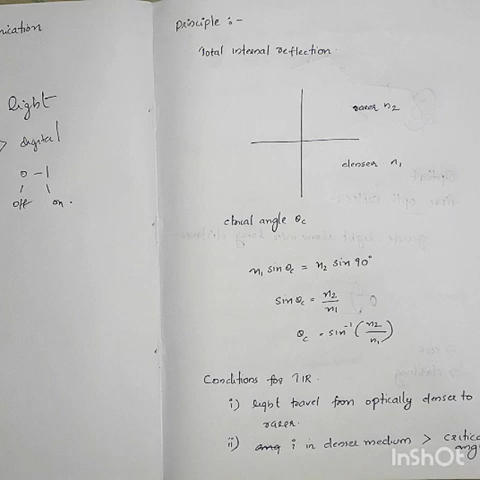 nication
light
> digital
0 - 1
off on.
principle :-
Total internal reflection.
rarer n2
denser n1
critical angle θc
n1 sin θc = n2 sin 90°
sin θc = n2/n1
θc = sin⁻¹ (n2/n1)
Conditions for TIR.
i) light travel from optically denser to
rarer.
ii) i in denser medium > critica
ang
InShOt